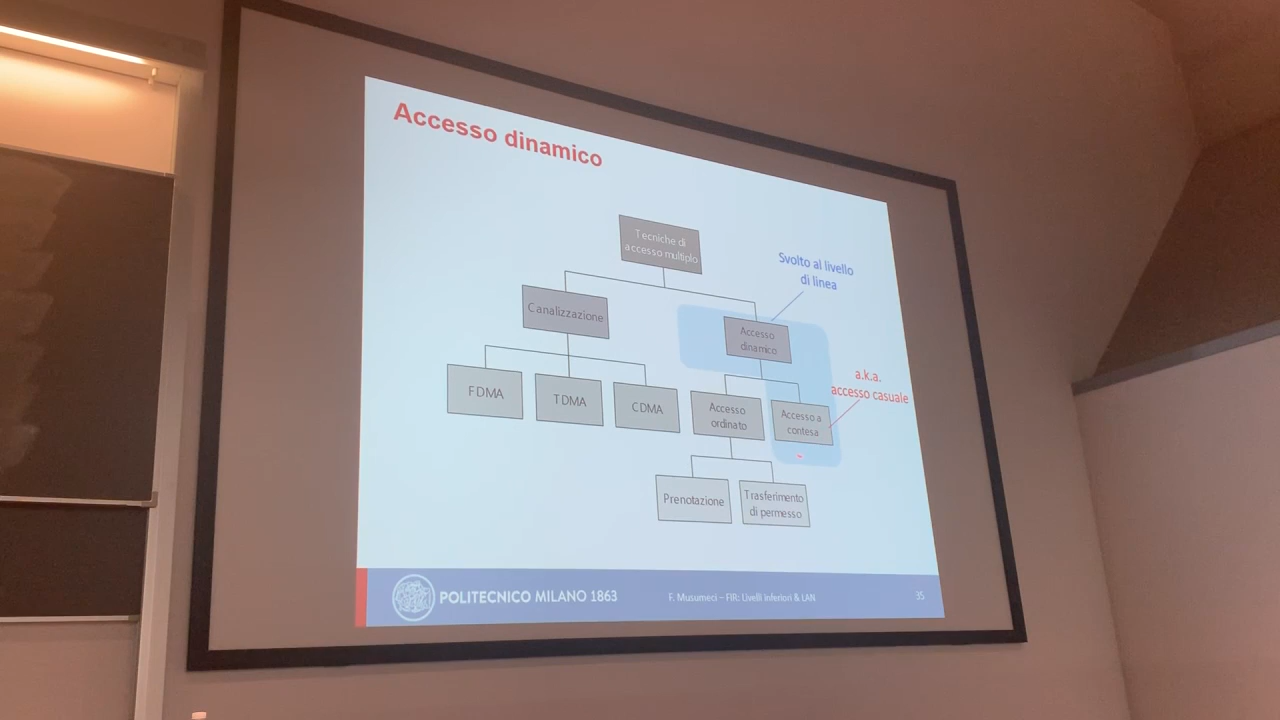 Accesso dinamico
Tecniche di
accesso multiplo
Svolto al livello
di linea
Canalizzazione
Accesso
dinamico
a.k.a.
accesso casuale
FDMA
TDMA
CDMA
Accesso
ordinato
Accesso a
contesa
Prenotazione
Trasferimento
di permesso
POLITECNICO MILANO 1863
F. Musumeci – FIR: Livelli inferiori & LAN
35